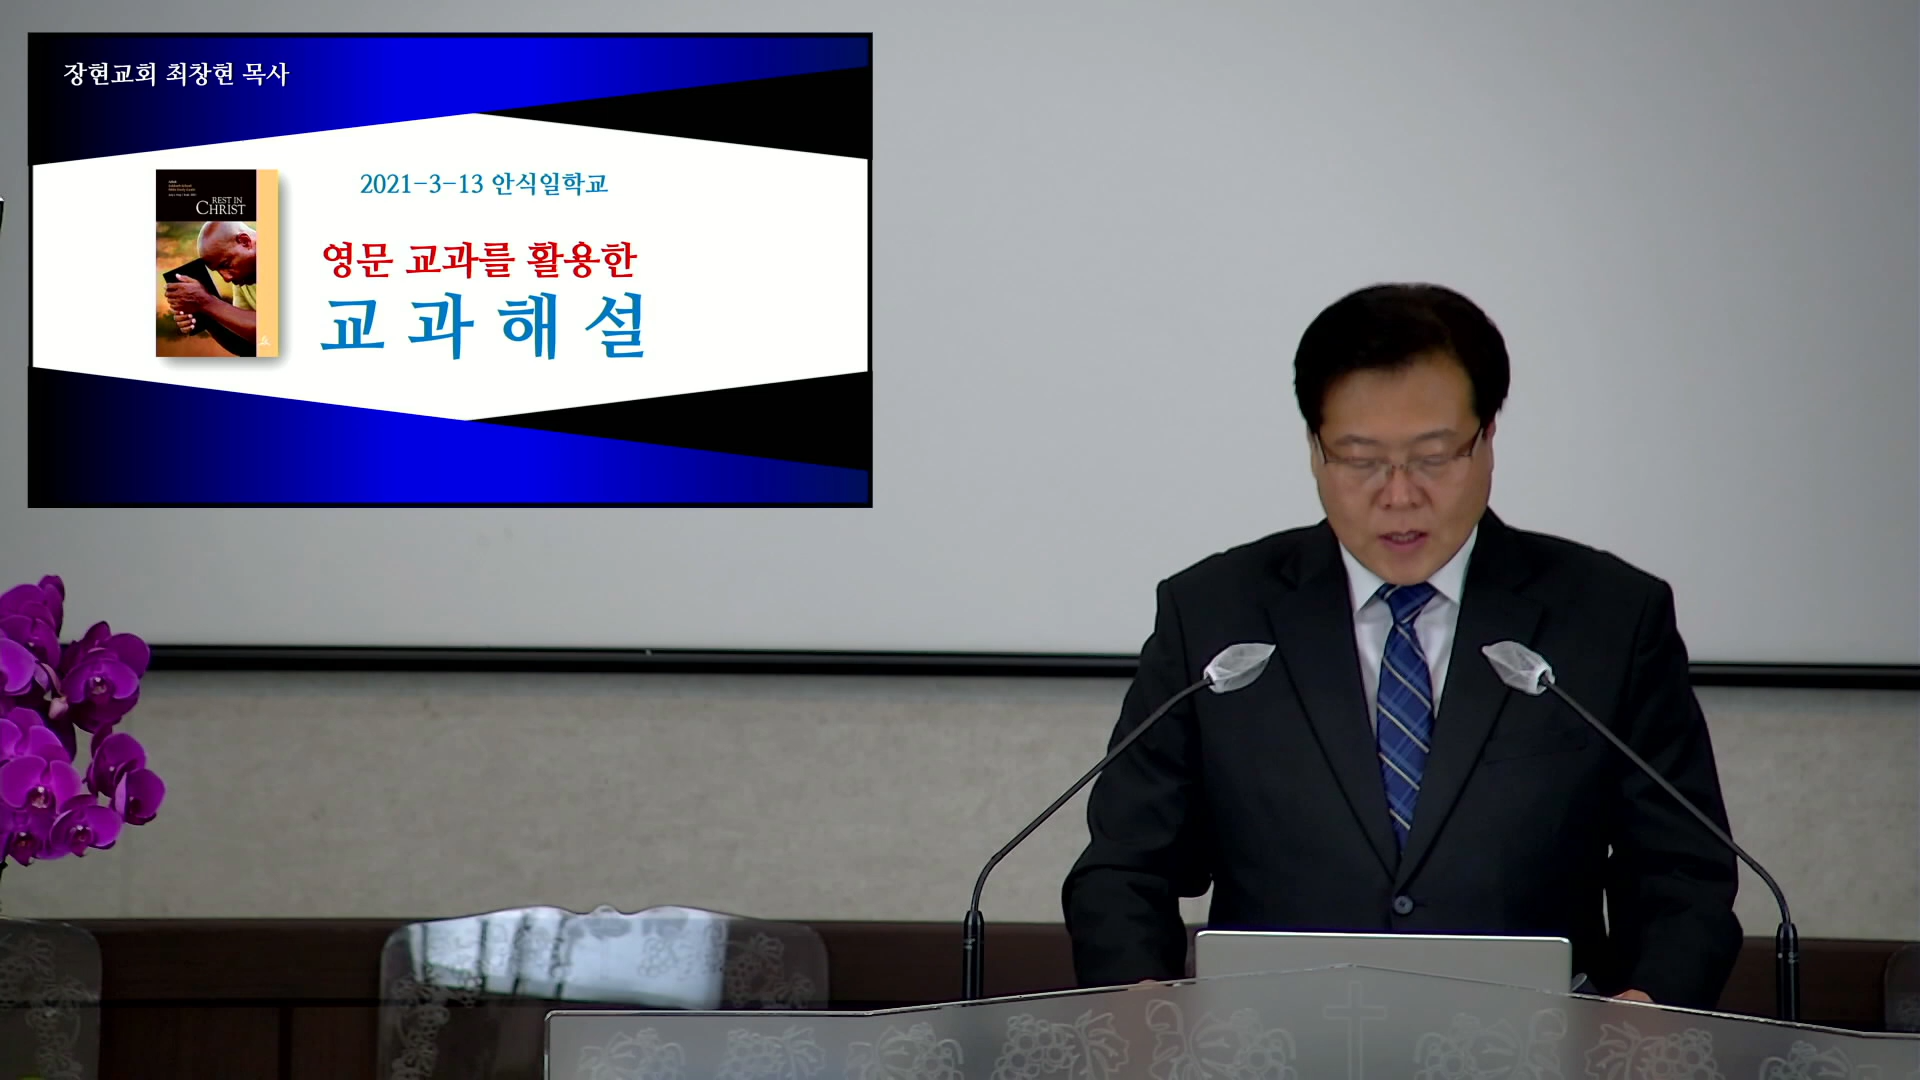 장현교회 최창현 목사
2021-3-13 안식일학교
REST IN
CHRIST
영문 교과를 활용한
교과해설